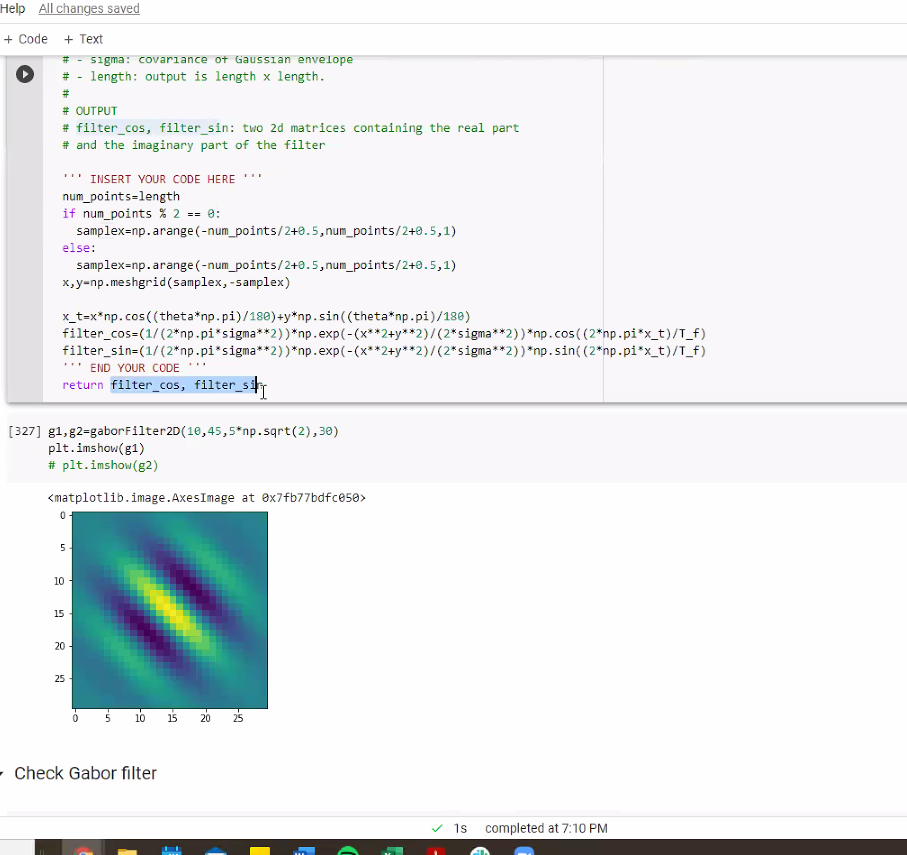 Help All changes saved
+ Code + Text
# - sigma: covariance of Gaussian envelope
# - length: output is length x length.
#
# OUTPUT
# filter_cos, filter_sin: two 2d matrices containing the real part
# and the imaginary part of the filter
''' INSERT YOUR CODE HERE '''
num_points=length
if num_points % 2 == 0:
samplex=np.arange(-num_points/2+0.5,num_points/2+0.5,1)
else:
samplex=np.arange(-num_points/2+0.5,num_points/2+0.5,1)
x,y=np.meshgrid(samplex,-samplex)
x_t=x*np.cos((theta*np.pi)/180)+y*np.sin((theta*np.pi)/180)
filter_cos=(1/(2*np.pi*sigma**2))*np.exp(-(x**2+y**2)/(2*sigma**2))*np.cos((2*np.pi*x_t)/T_f)
filter_sin=(1/(2*np.pi*sigma**2))*np.exp(-(x**2+y**2)/(2*sigma**2))*np.sin((2*np.pi*x_t)/T_f)
''' END YOUR CODE '''
return filter_cos, filter_sin
[327] g1,g2=gaborFilter2D(10,45,5*np.sqrt(2),30)
plt.imshow(g1)
# plt.imshow(g2)
<matplotlib.image.AxesImage at 0x7fb77bdfc050>
0
5
10
15
20
25
0 5 10 15 20 25
Check Gabor filter
1s completed at 7:10 PM